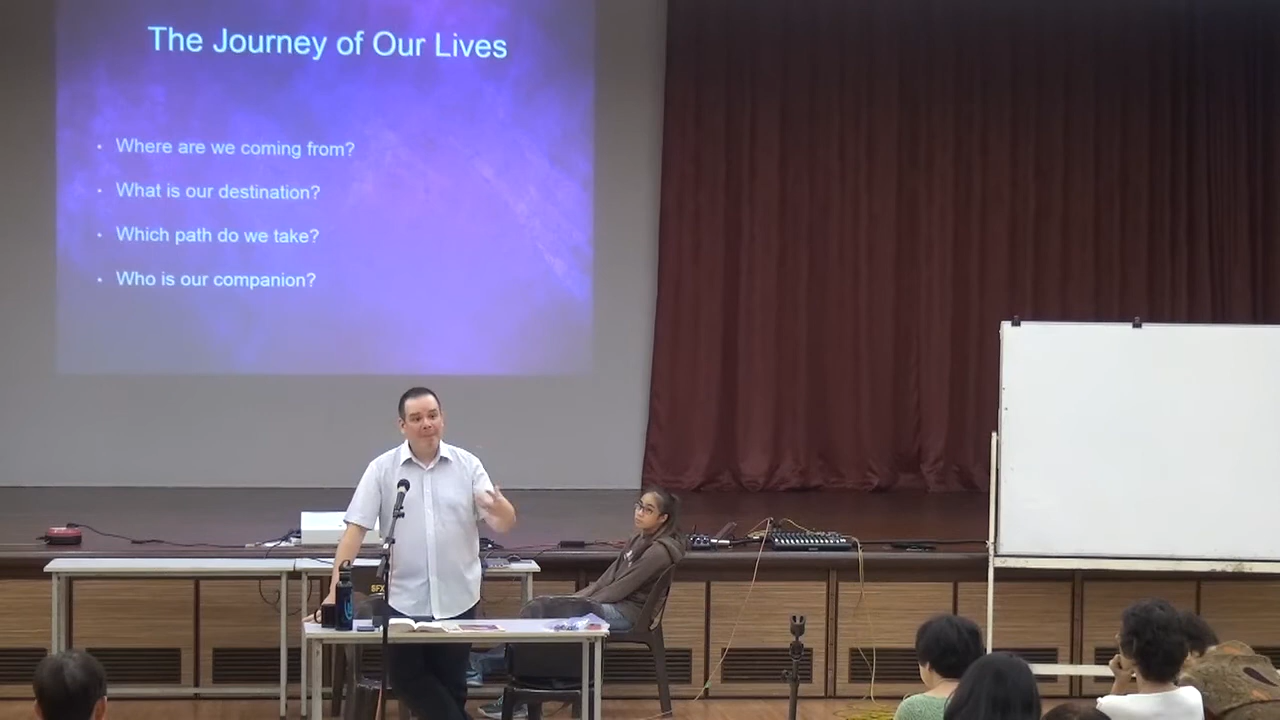 The Journey of Our Lives
• Where are we coming from?
• What is our destination?
• Which path do we take?
• Who is our companion?
SFX